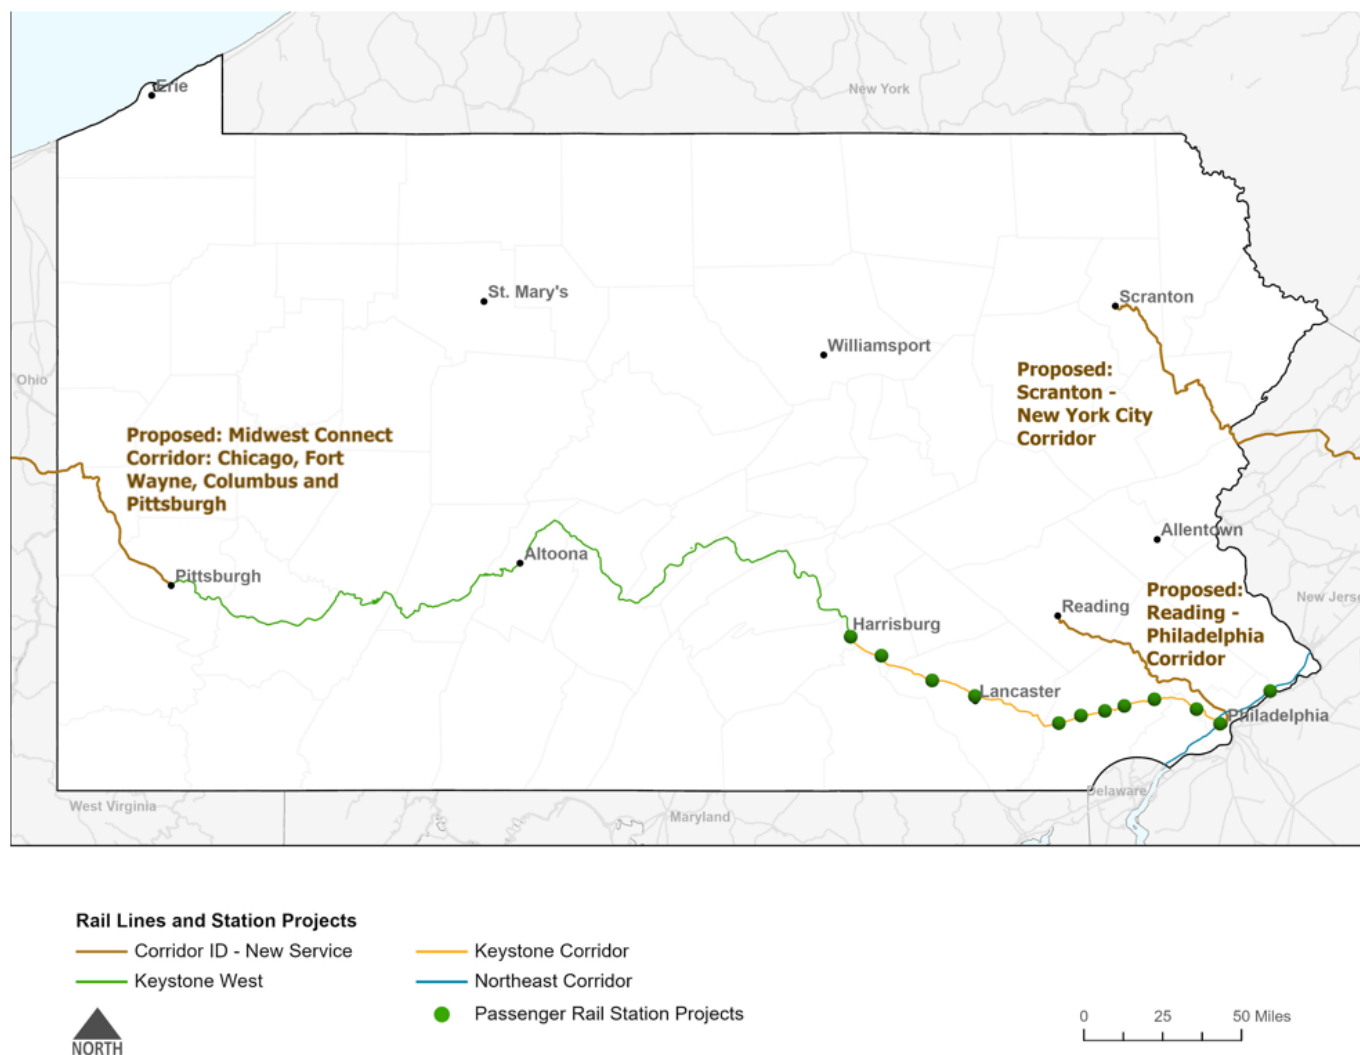 Erie
New York
St. Mary's
Scranton
Williamsport
Ohio
Proposed:
Scranton -
New York City
Corridor
Proposed: Midwest Connect
Corridor: Chicago, Fort
Wayne, Columbus and
Pittsburgh
Allentown
Altoona
Pittsburgh
Proposed:
Reading -
Philadelphia
Corridor
New Jerse
Reading
Harrisburg
Lancaster
Philadelphia
Delaware
West Virginia
Maryland
Rail Lines and Station Projects
Corridor ID - New Service
Keystone Corridor
Keystone West
Northeast Corridor
Passenger Rail Station Projects
0 25 50 Miles
NORTH